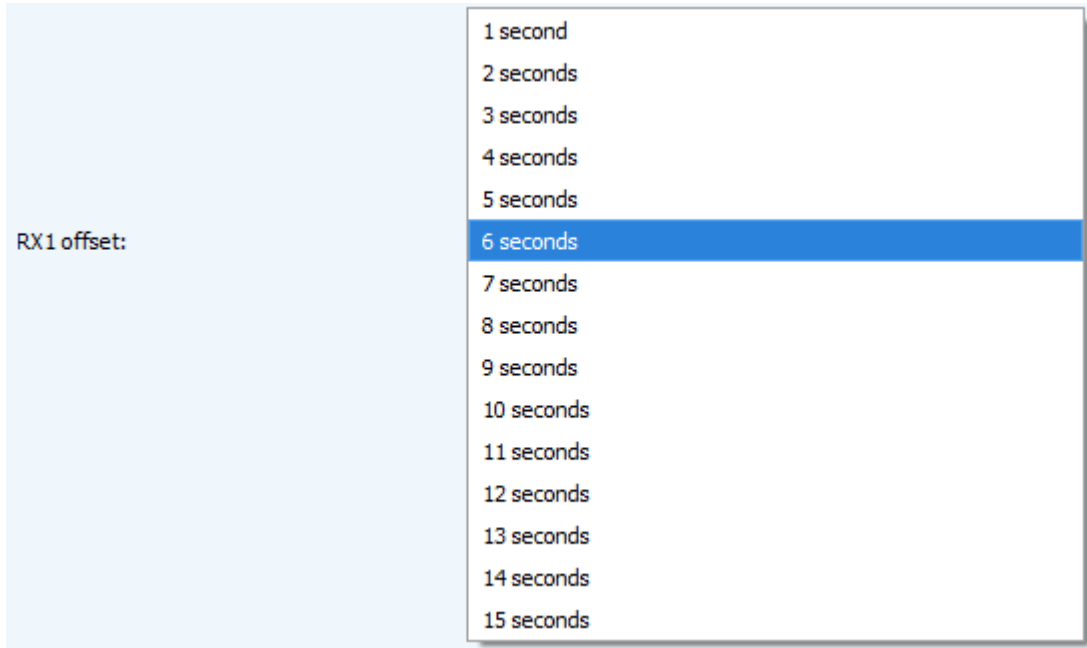 1 second
2 seconds
3 seconds
4 seconds
5 seconds
RX1 offset:
6 seconds
7 seconds
8 seconds
9 seconds
10 seconds
11 seconds
12 seconds
13 seconds
14 seconds
15 seconds